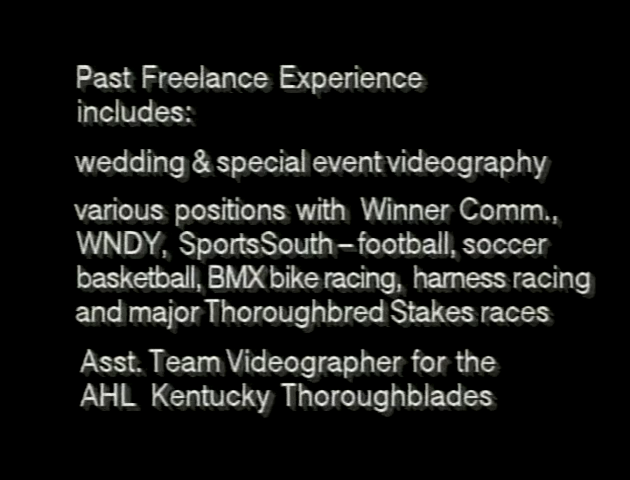 Past Freelance Experience
includes:
wedding & special event videography
various positions with Winner Comm.,
WNDY, SportsSouth – football, soccer
basketball, BMX bike racing, harness racing
and major Thoroughbred Stakes races
Asst. Team Videographer for the
AHL Kentucky Thoroughblades